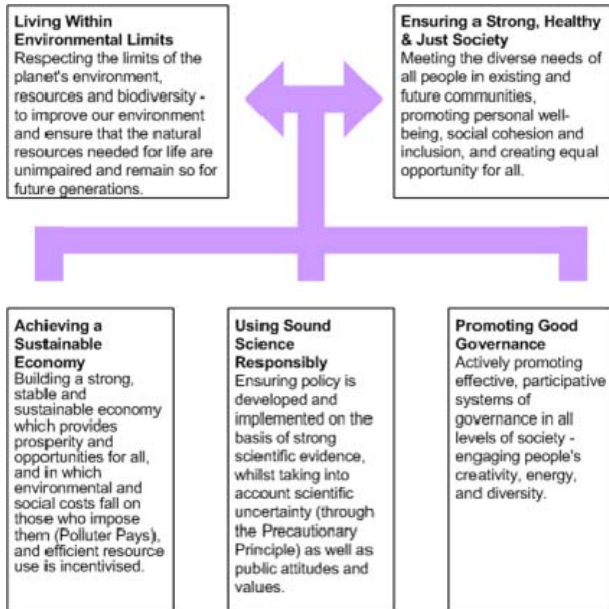 Living Within
Environmental Limits
Respecting the limits of the
planet's environment,
resources and biodiversity -
to improve our environment
and ensure that the natural
resources needed for life are
unimpaired and remain so for
future generations.
Ensuring a Strong, Healthy
& Just Society
Meeting the diverse needs of
all people in existing and
future communities,
promoting personal well-
being, social cohesion and
inclusion, and creating equal
opportunity for all.
Achieving a
Sustainable
Economy
Building a strong,
stable and
sustainable economy
which provides
prosperity and
opportunities for all,
and in which
environmental and
social costs fall on
those who impose
them (Polluter Pays),
and efficient resource
use is incentivised.
Using Sound
Science
Responsibly
Ensuring policy is
developed and
implemented on the
basis of strong
scientific evidence,
whilst taking into
account scientific
uncertainty (through
the Precautionary
Principle) as well as
public attitudes and
values.
Promoting Good
Governance
Actively promoting
effective, participative
systems of
governance in all
levels of society -
engaging people's
creativity, energy,
and diversity.